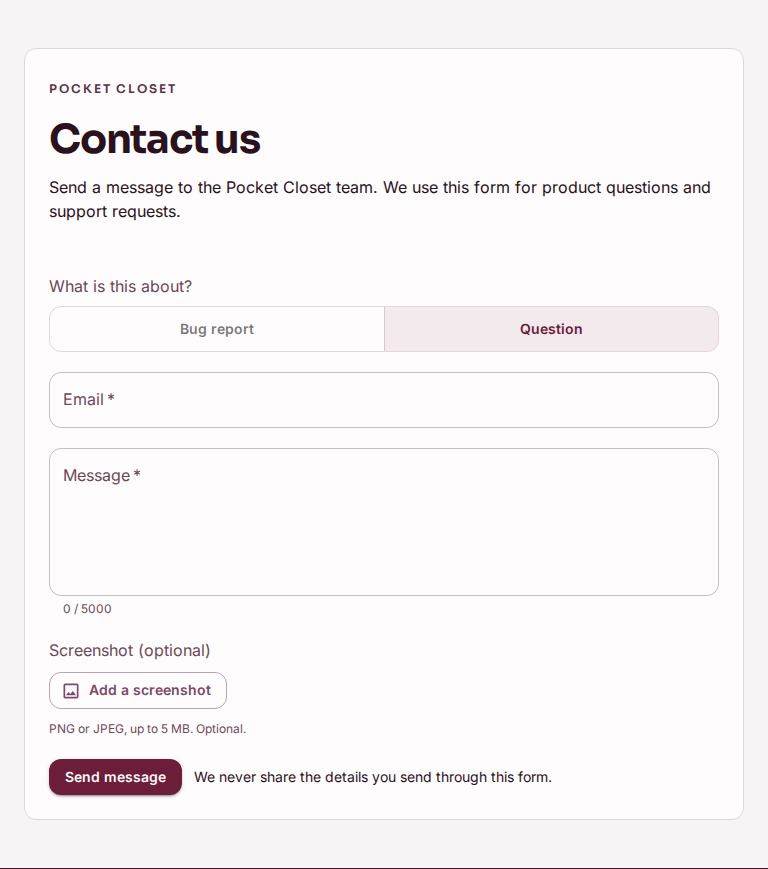 POCKET CLOSET
Contact us
Send a message to the Pocket Closet team. We use this form for product questions and
support requests.
What is this about?
Bug report
Question
Email *
Message *
0 / 5000
Screenshot (optional)
Add a screenshot
PNG or JPEG, up to 5 MB. Optional.
Send message
We never share the details you send through this form.